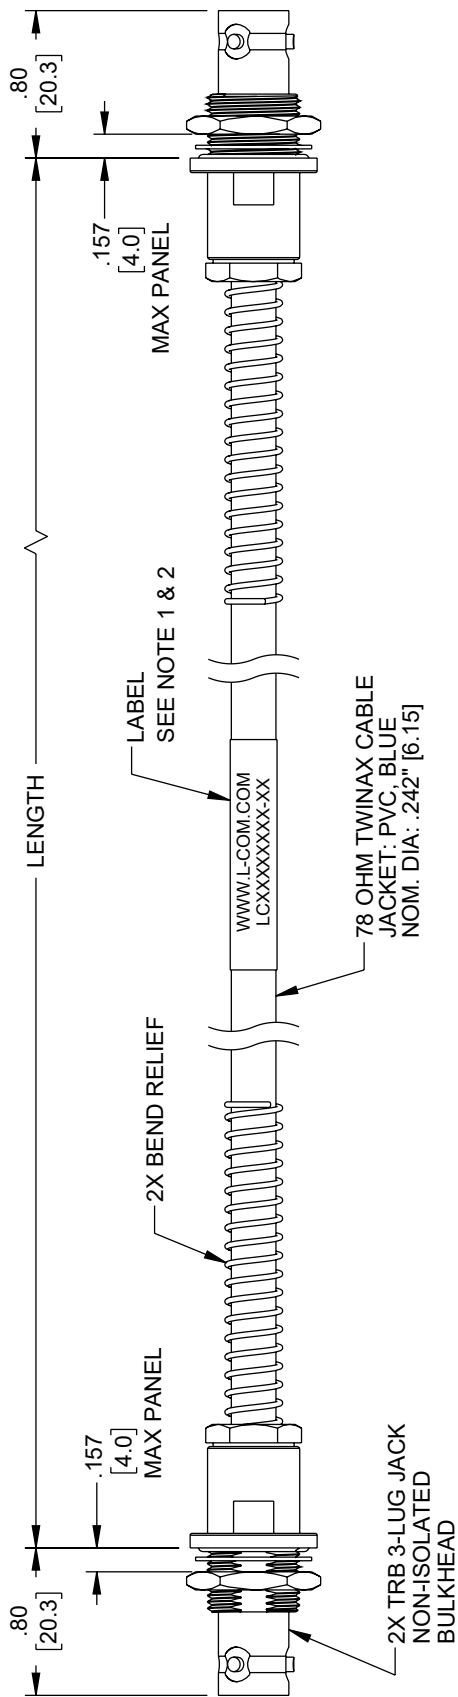 .80
[20.3]
.157
[4.0]
MAX PANEL
2X TRB 3-LUG JACK
NON-ISOLATED
BULKHEAD
2X BEND RELIEF
LENGTH
78 OHM TWINAX CABLE
JACKET: PVC, BLUE
NOM. DIA: .242" [6.15]
WWW.L-COM.COM
LCXXXXXXX-XX
LABEL
SEE NOTE 1 & 2
.157
[4.0]
MAX PANEL
.80
[20.3]